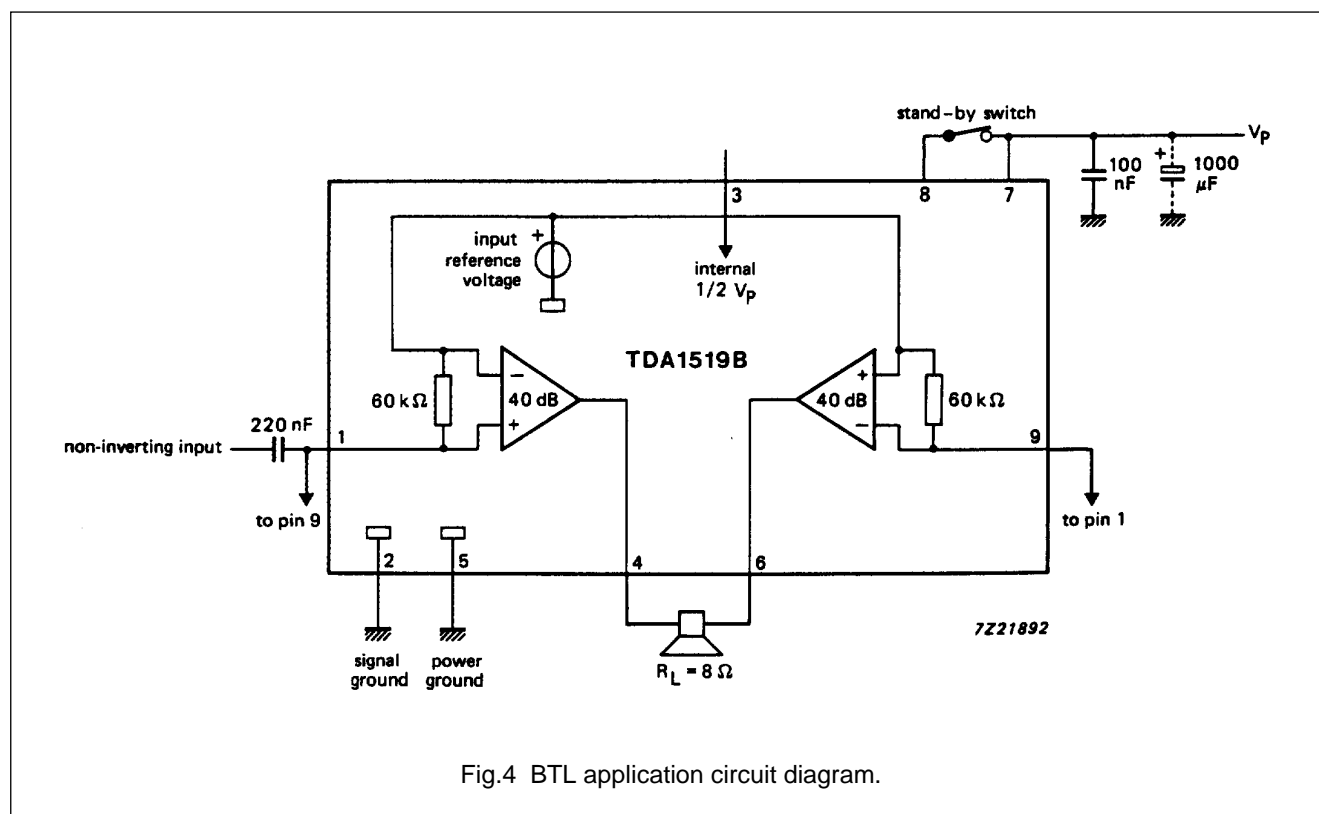 stand-by switch
Vp
100
nF
+
1000
μF
3
8
7
input
reference
voltage
+
internal
1/2 Vp
TDA1519B
60 kΩ
−
40 dB
+
+
40 dB
−
60 kΩ
220 nF
non-inverting input
1
9
to pin 9
to pin 1
2
5
4
6
7Z21892
signal
ground
power
ground
RL = 8 Ω
Fig.4 BTL application circuit diagram.